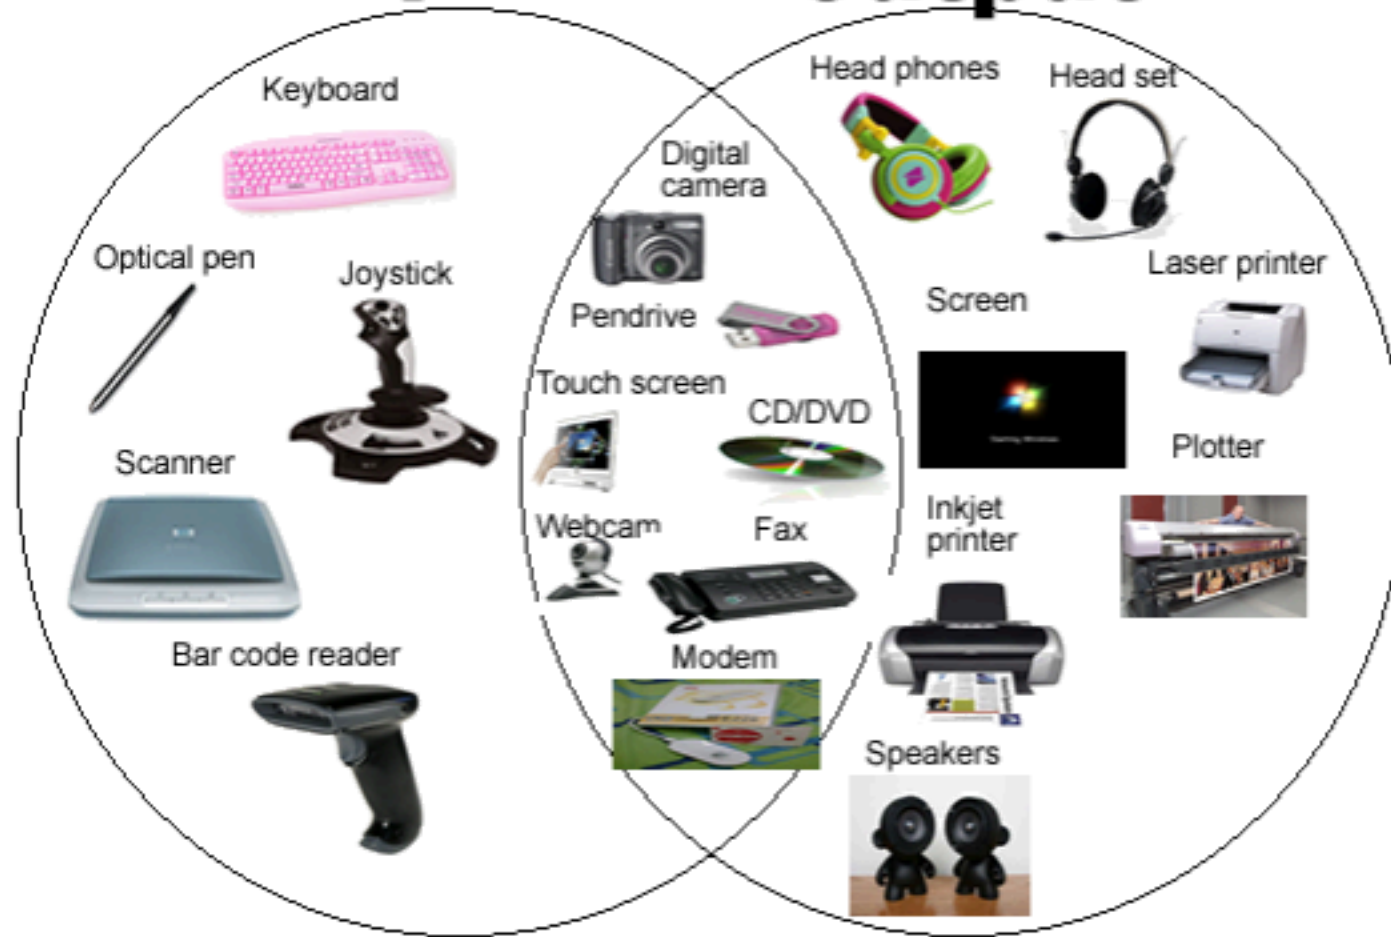 Keyboard
Head phones
Head set
Digital
camera
Optical pen
Joystick
Laser printer
Screen
Pendrive
Touch screen
CD/DVD
Plotter
Scanner
Inkjet
printer
Webcam
Fax
Bar code reader
Modem
Speakers